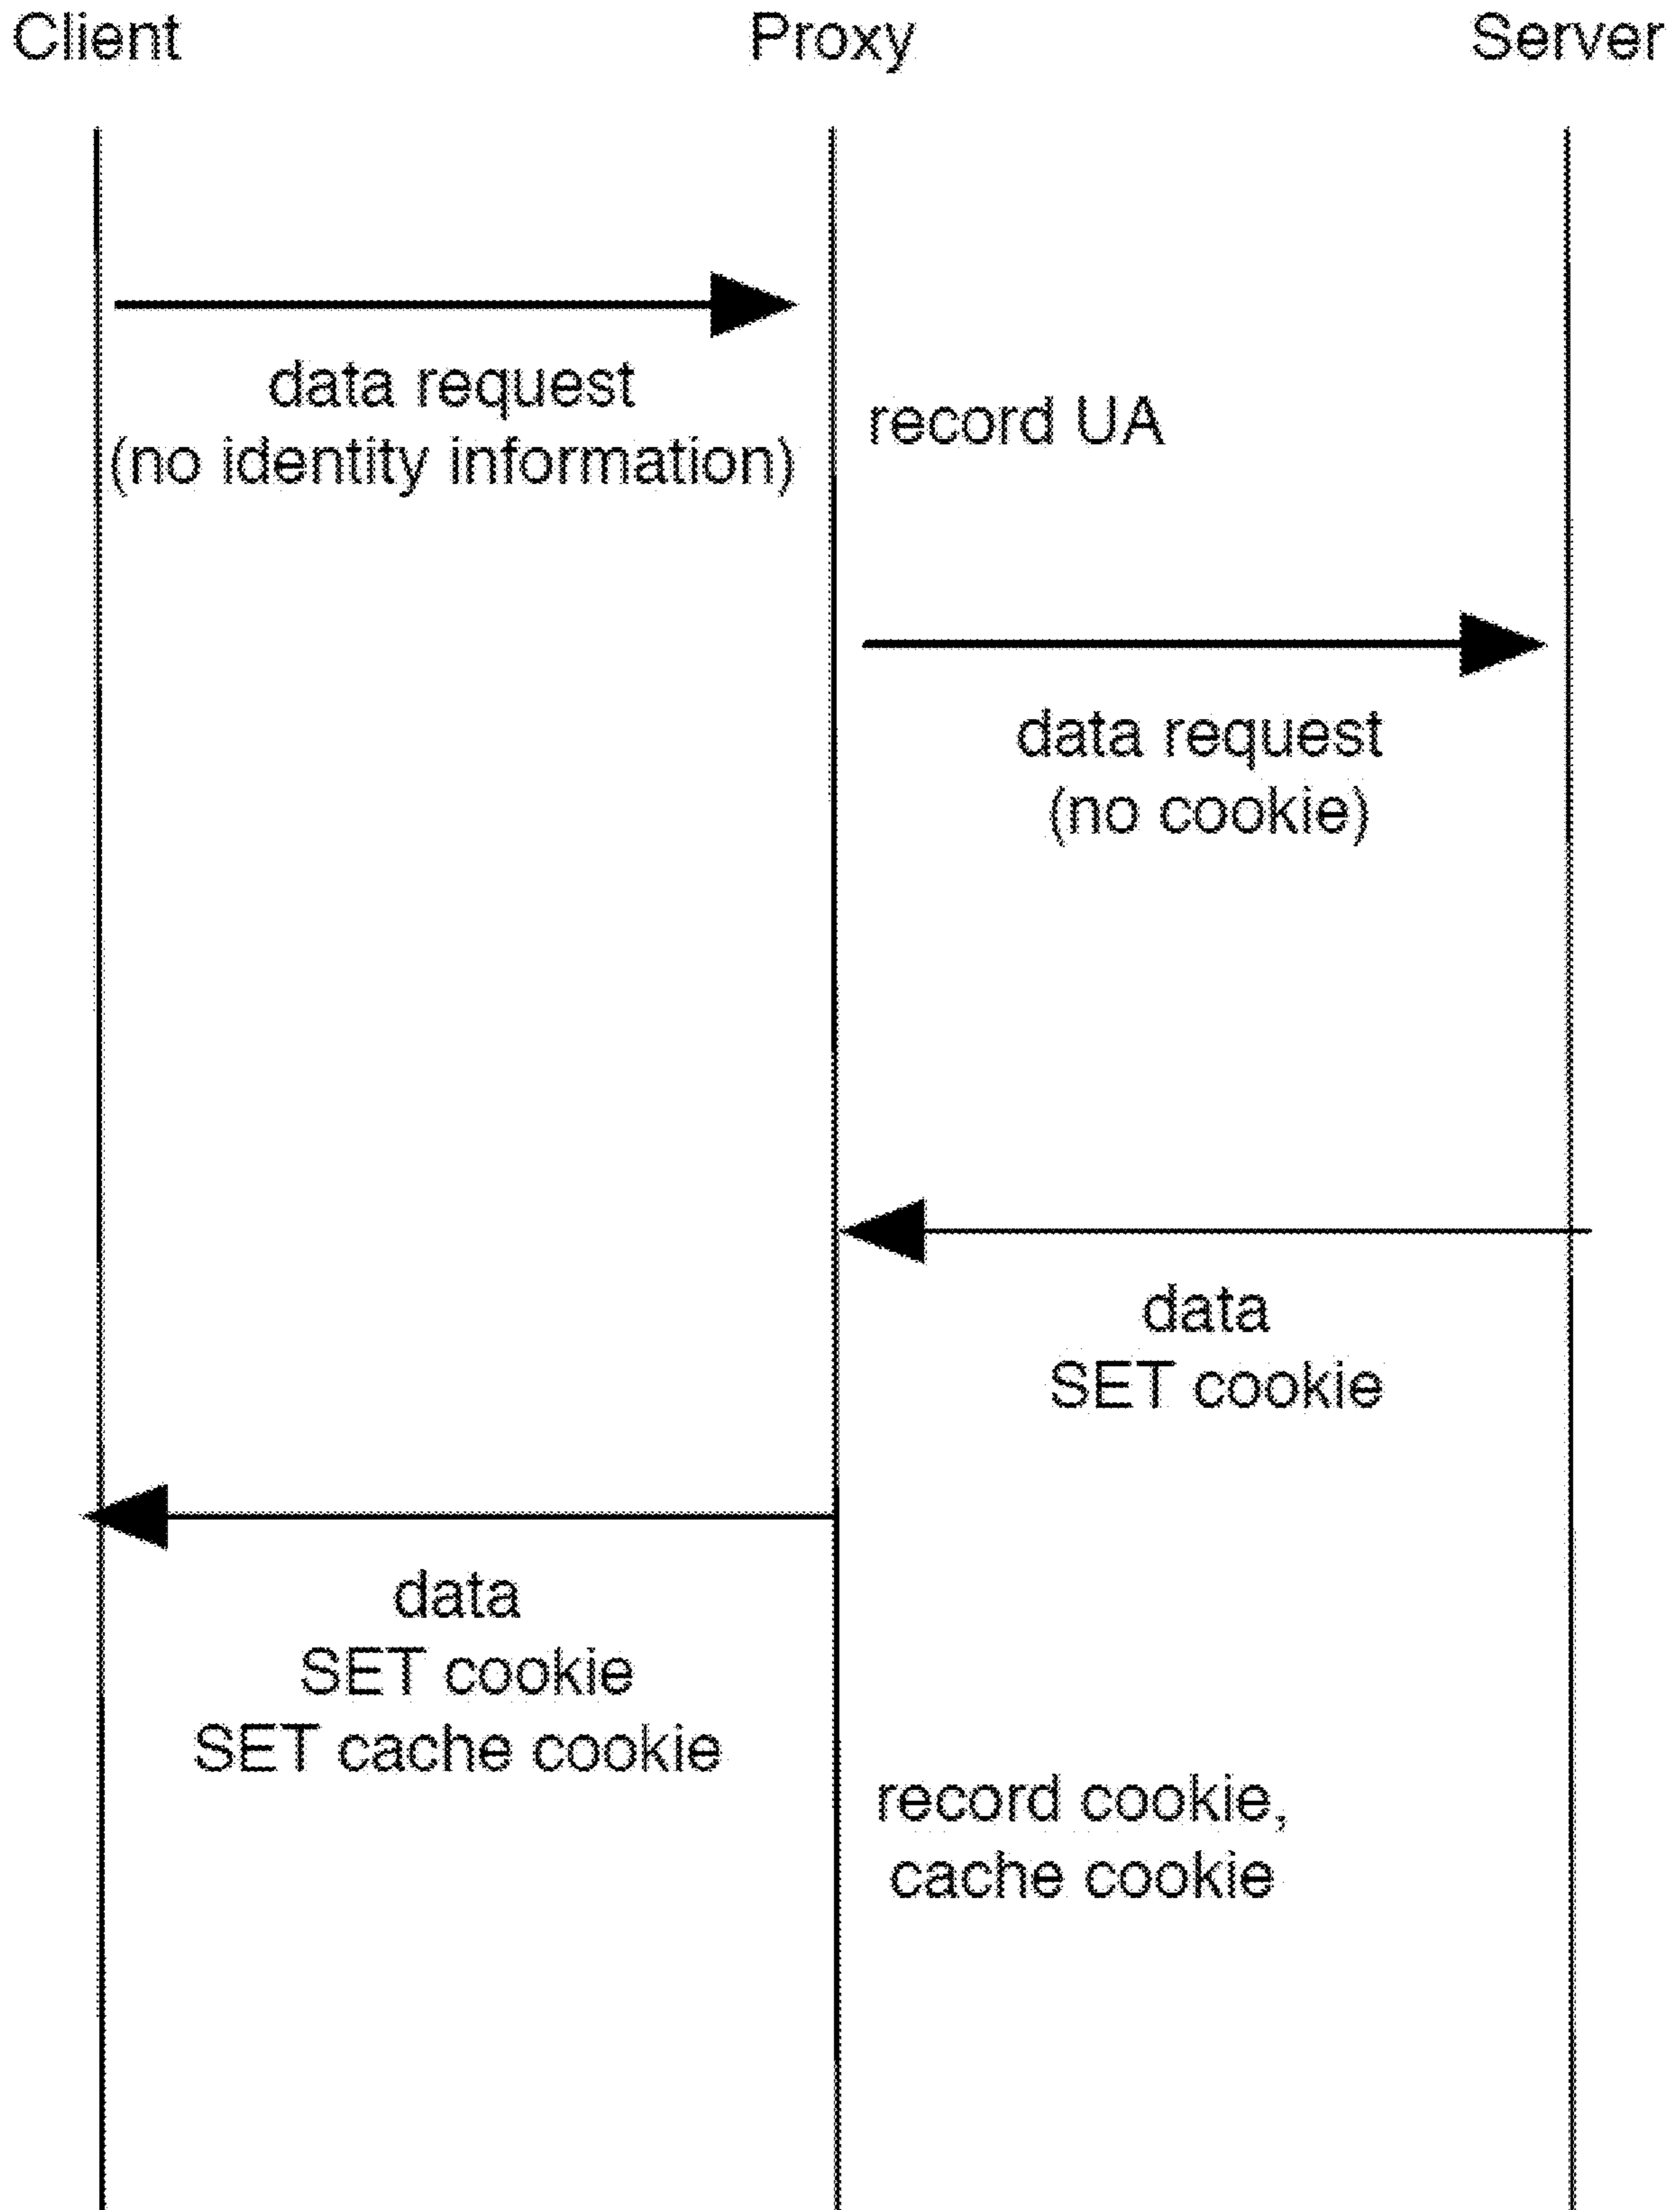 Client
Proxy
Server
data request
(no identity information)
record UA
data request
(no cookie)
data
SET cookie
data
SET cookie
SET cache cookie
record cookie,
cache cookie